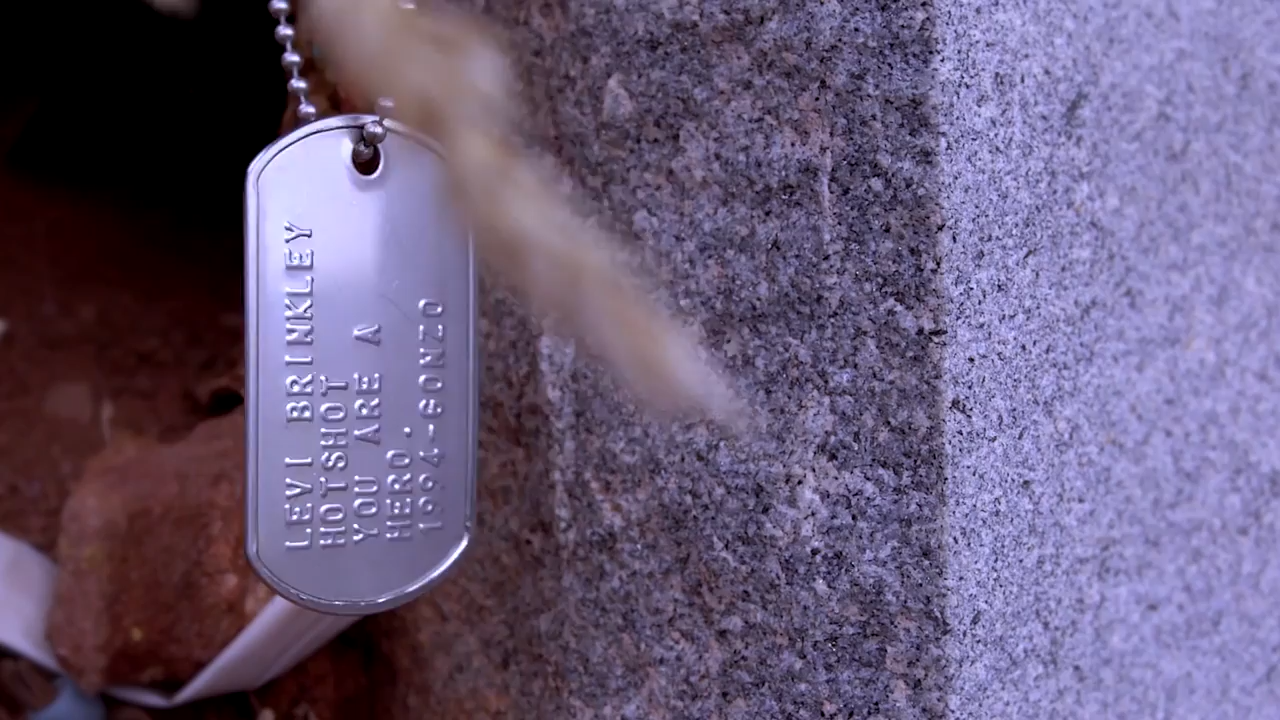 LEVI BRINKLEY
HOTSHOT
YOU ARE A
HERO.
1994-GONZO